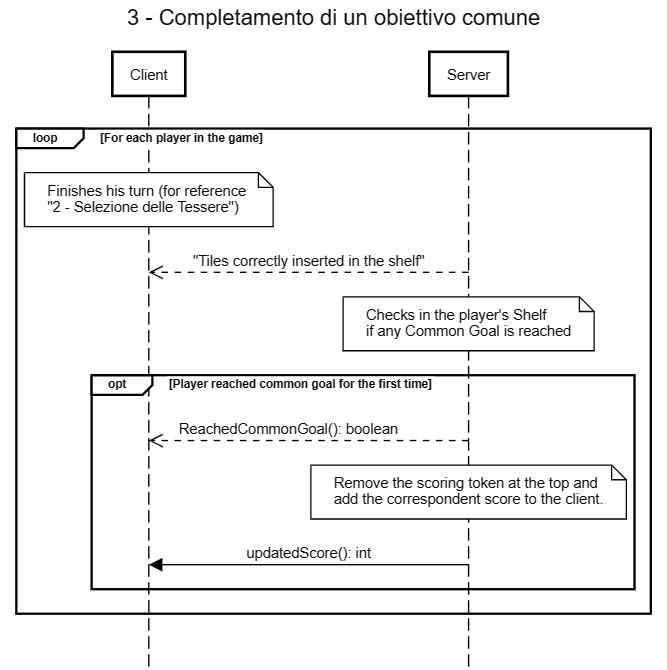 3 - Completamento di un obiettivo comune
Client
Server
loop
[For each player in the game]
Finishes his turn (for reference
"2 - Selezione delle Tessere")
"Tiles correctly inserted in the shelf"
Checks in the player's Shelf
if any Common Goal is reached
opt
[Player reached common goal for the first time]
ReachedCommonGoal(): boolean
Remove the scoring token at the top and
add the correspondent score to the client.
updatedScore(): int